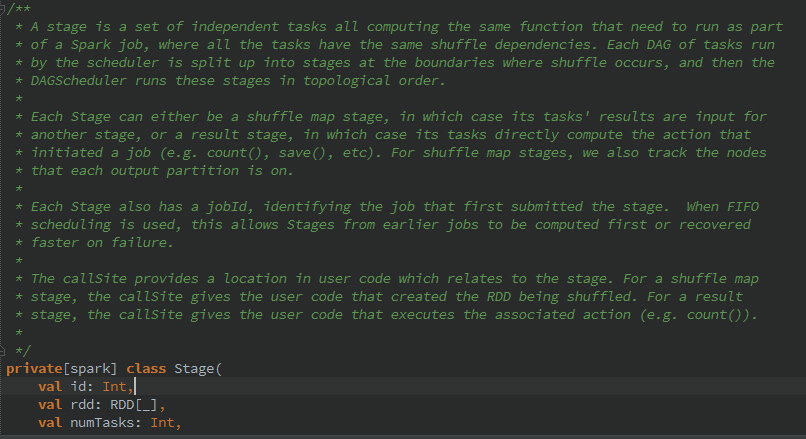 /**
* A stage is a set of independent tasks all computing the same function that need to run as part
* of a Spark job, where all the tasks have the same shuffle dependencies. Each DAG of tasks run
* by the scheduler is split up into stages at the boundaries where shuffle occurs, and then the
* DAGScheduler runs these stages in topological order.
*
* Each Stage can either be a shuffle map stage, in which case its tasks' results are input for
* another stage, or a result stage, in which case its tasks directly compute the action that
* initiated a job (e.g. count(), save(), etc). For shuffle map stages, we also track the nodes
* that each output partition is on.
*
* Each Stage also has a jobId, identifying the job that first submitted the stage.  When FIFO
* scheduling is used, this allows Stages from earlier jobs to be computed first or recovered
* faster on failure.
*
* The callSite provides a location in user code which relates to the stage. For a shuffle map
* stage, the callSite gives the user code that created the RDD being shuffled. For a result
* stage, the callSite gives the user code that executes the associated action (e.g. count()).
*
*/
private[spark] class Stage(
val id: Int,
val rdd: RDD[_],
val numTasks: Int,